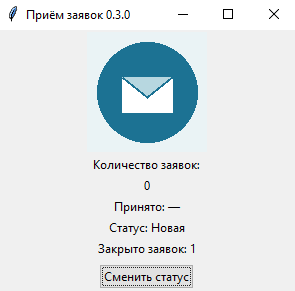 Приём заявок 0.3.0
Количество заявок:
0
Принято: —
Статус: Новая
Закрыто заявок: 1
Сменить статус